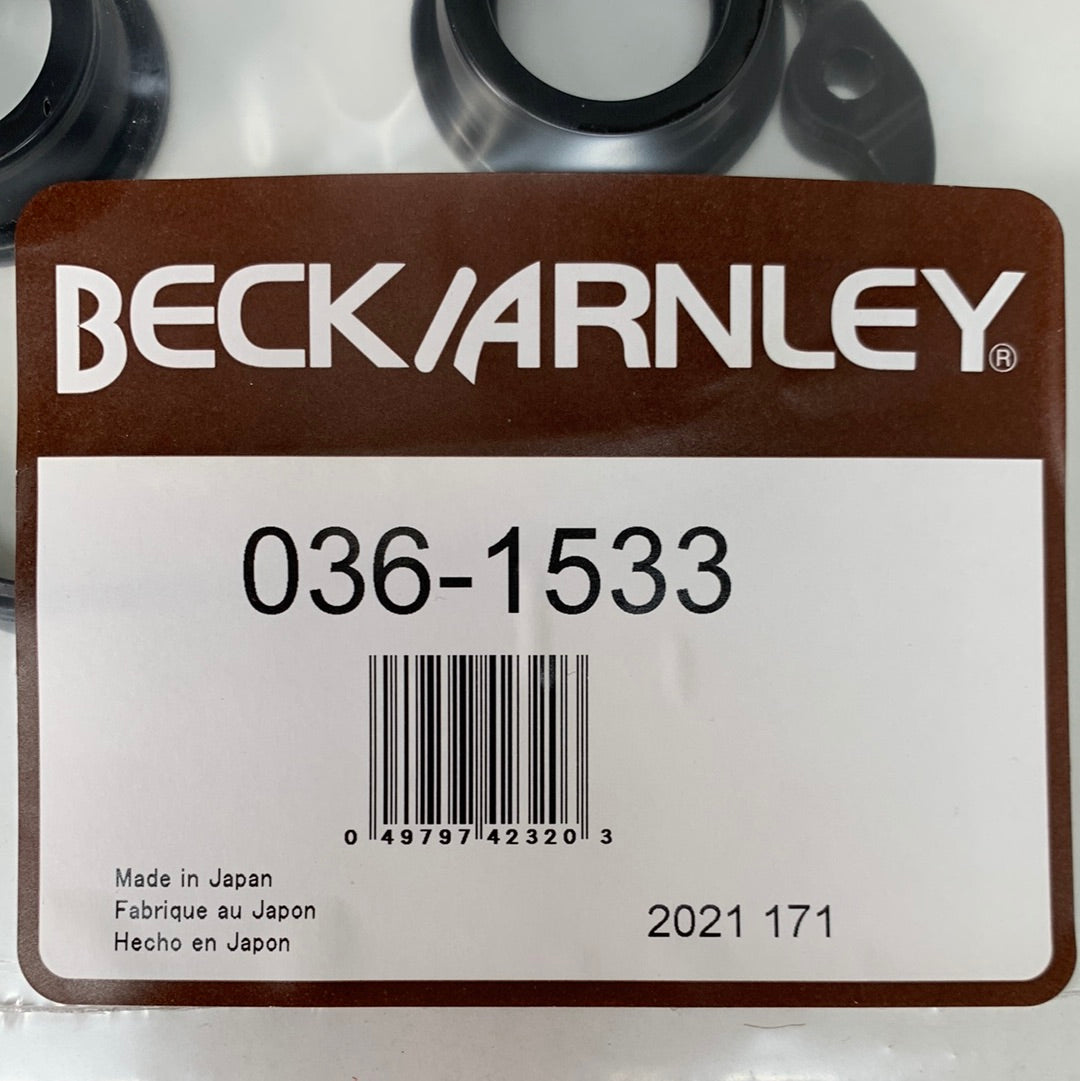 BECK/ARNLEY®
036-1533
0 49797 42320 3
Made in Japan
Fabrique au Japon
Hecho en Japon
2021 171